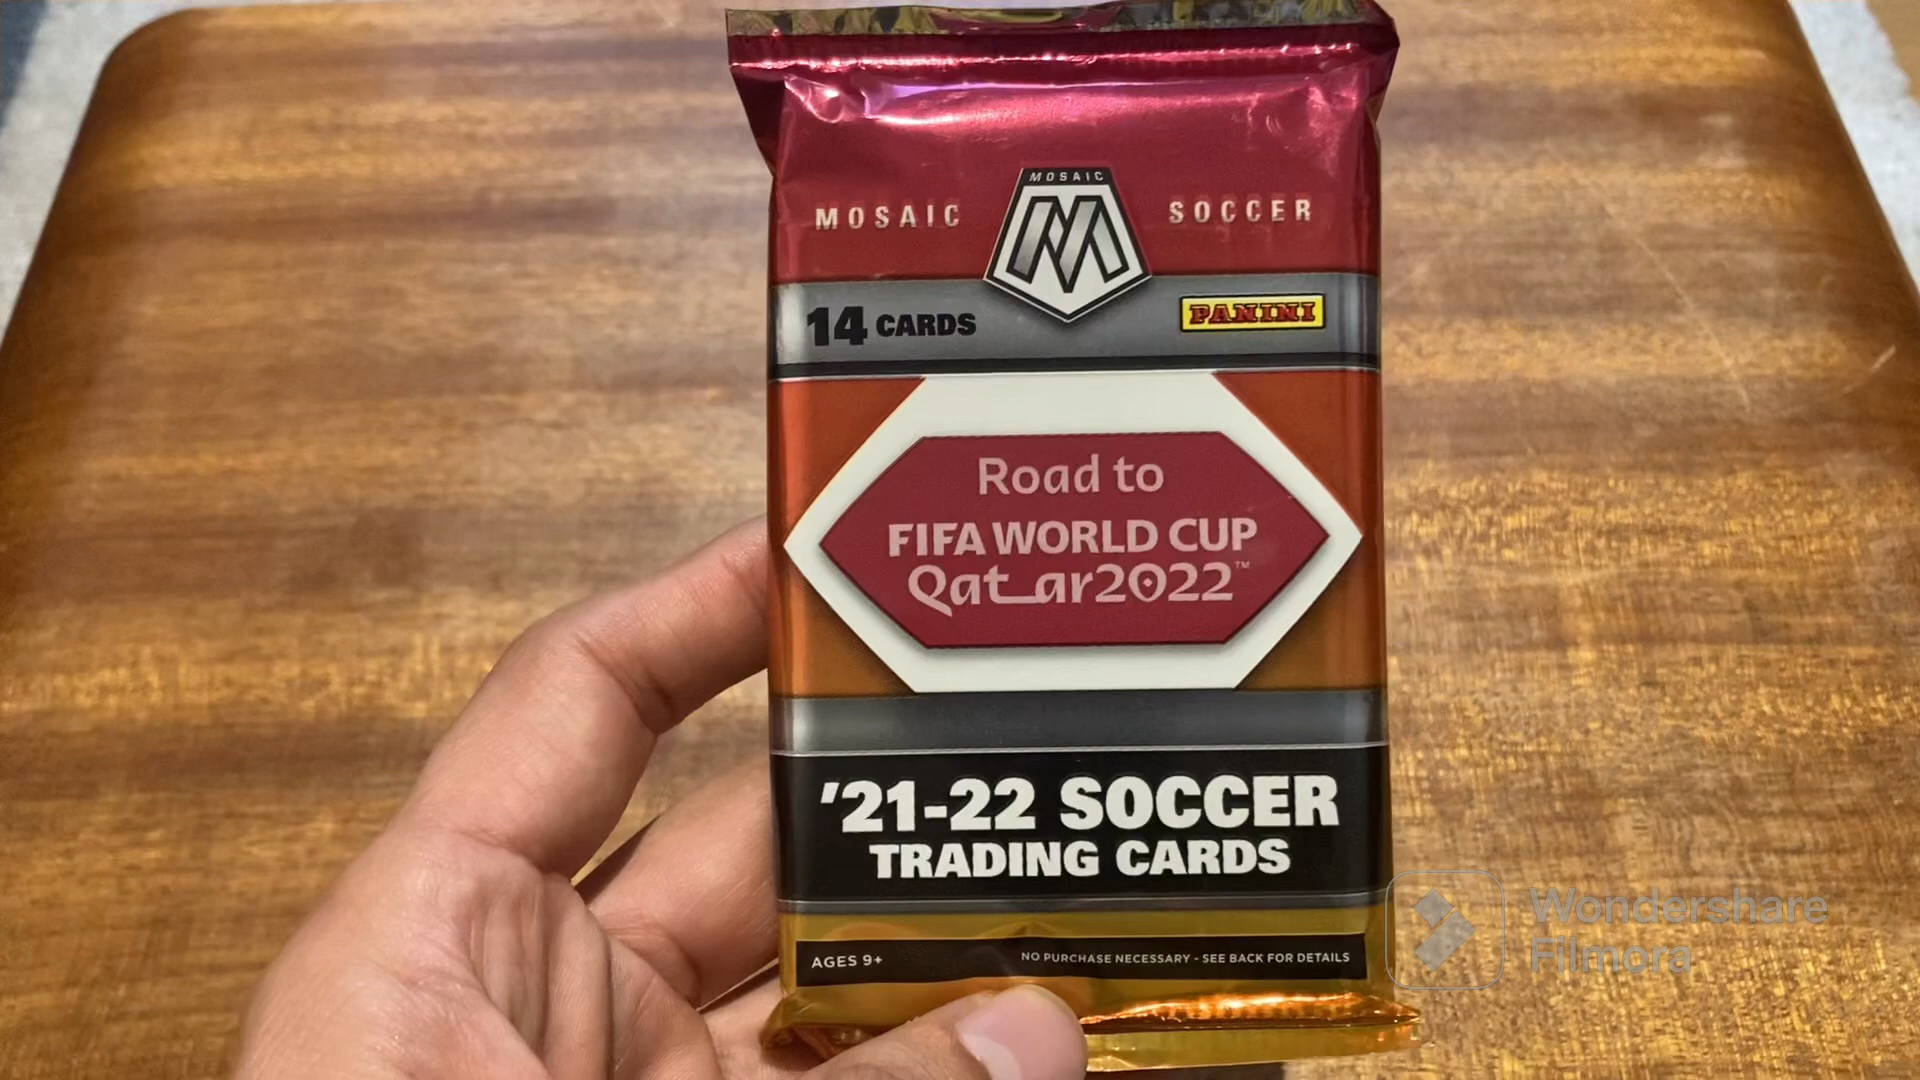 MOSAIC
MOSAIC SOCCER
14 CARDS
PANINI
Road to
FIFA WORLD CUP
Qatar2022™
'21-22 SOCCER
TRADING CARDS
AGES 9+
NO PURCHASE NECESSARY - SEE BACK FOR DETAILS
Wondershare
Filmora